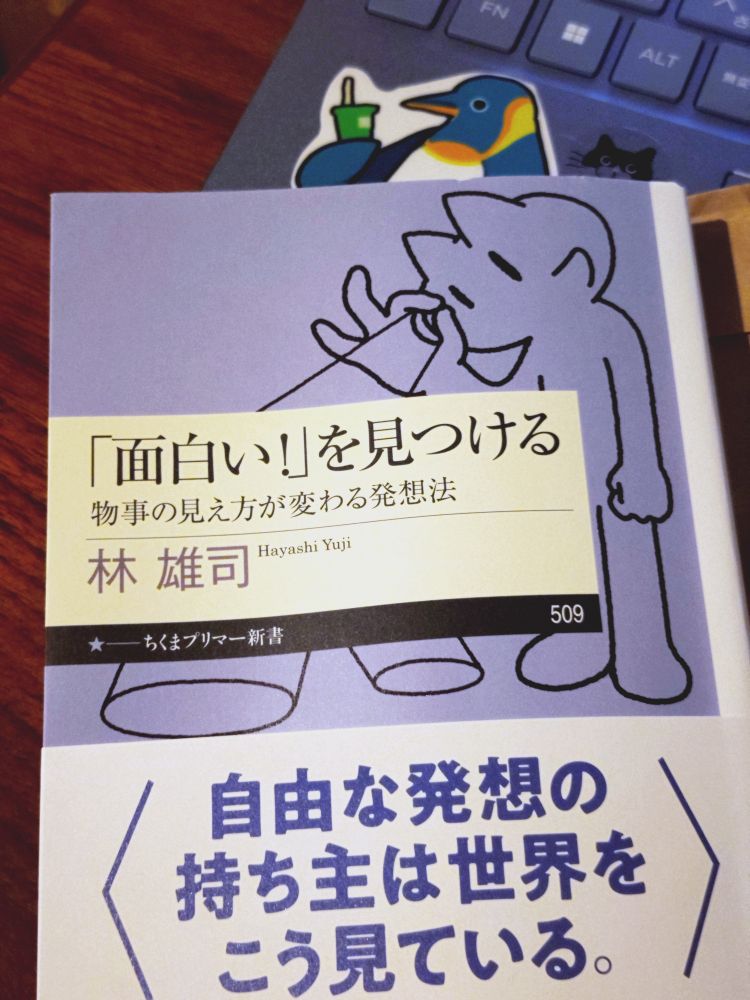 FN
ALT
「面白い！」を見つける
物事の見え方が変わる発想法
林 雄司
Hayashi Yuji
509
★――ちくまプリマー新書
自由な発想の
持ち主は世界を
こう見ている。